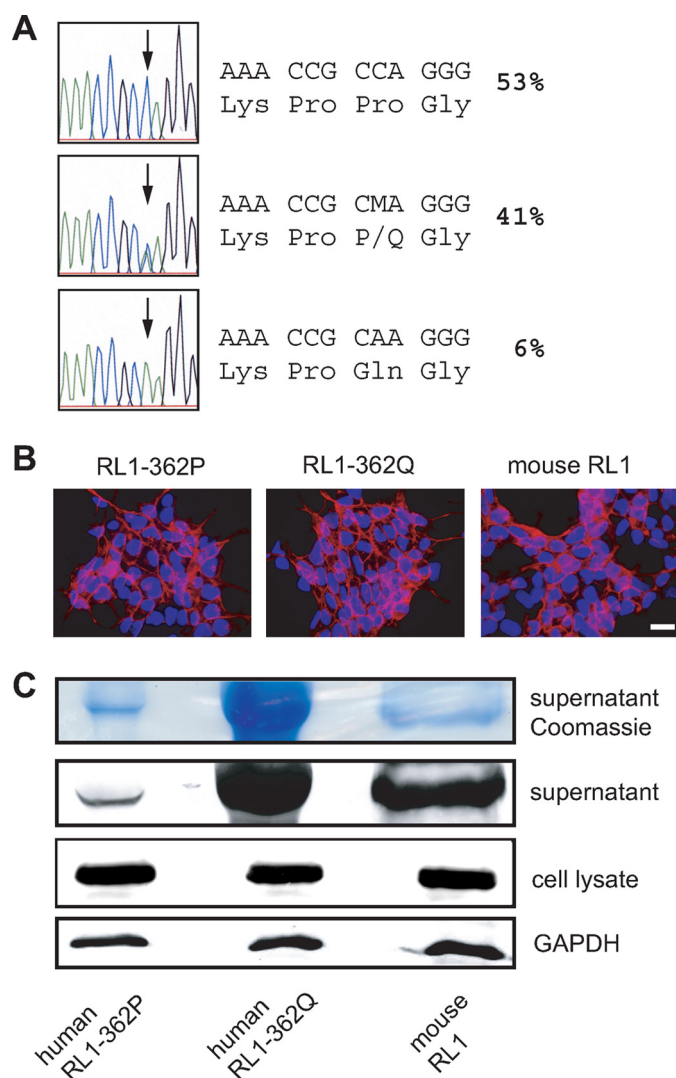 A
AAA CCG CCA GGG 53%
Lys Pro Pro Gly
AAA CCG CMA GGG 41%
Lys Pro P/Q Gly
AAA CCG CAA GGG 6%
Lys Pro Gln Gly
B
RL1-362P RL1-362Q mouse RL1
C
supernatant
Coomassie
supernatant
cell lysate
GAPDH
human
RL1-362P
human
RL1-362Q
mouse
RL1